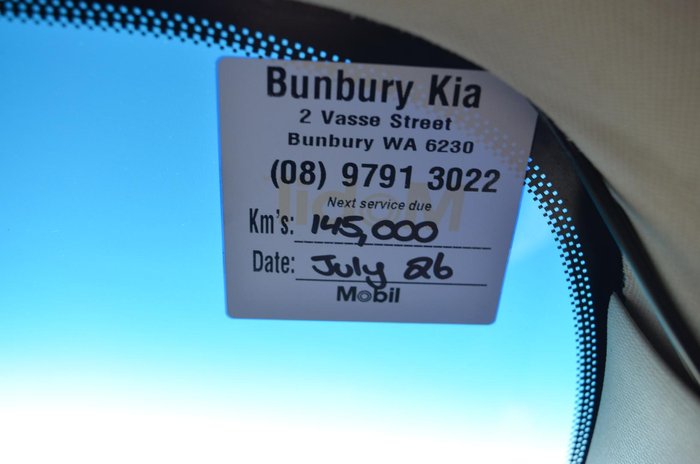 Bunbury Kia
2 Vasse Street
Bunbury WA 6230
(08) 9791 3022
Next service due
Km's: 145,000
Date: July 26
Mobil
Mobil